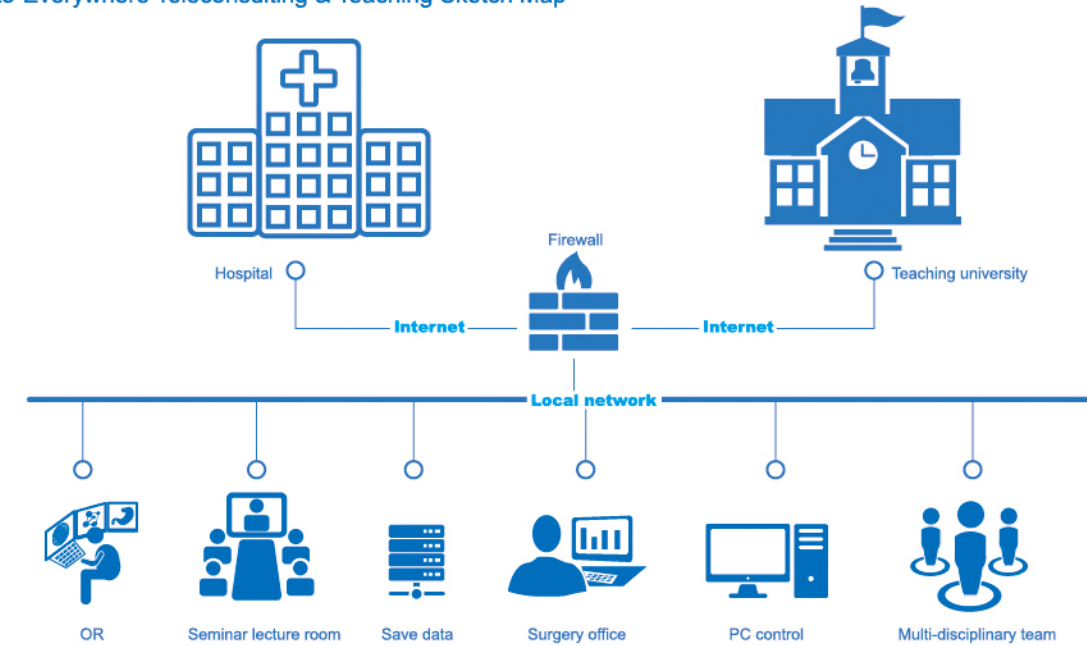 Everywhere Teleconsulting & Teaching Sketch Map
Firewall
Hospital
Teaching university
Internet
Internet
Local network
OR
Seminar lecture room
Save data
Surgery office
PC control
Multi-disciplinary team